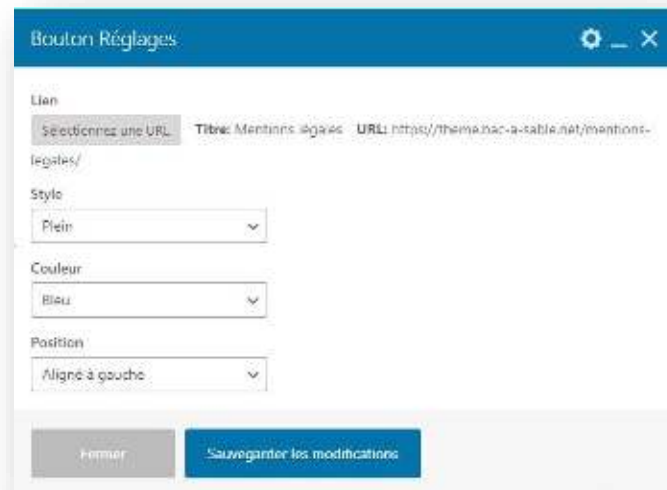 Bouton Réglages
Lien
Sélectionnez une URL Titre: Mentions légales URL: https://theme.bac-a-sable.net/mentions-
legales/
Style
Plein
Couleur
Bleu
Position
Aligné à gauche
Fermer Sauvegarder les modifications